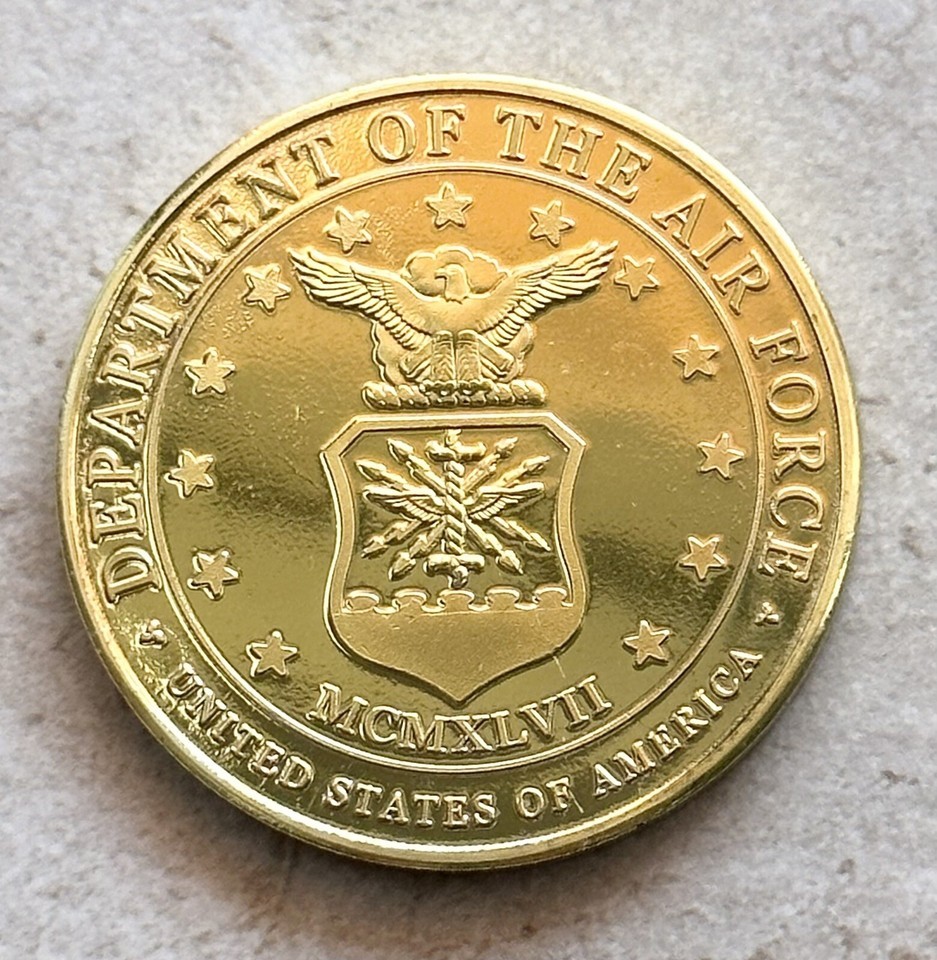 DEPARTMENT OF THE AIR FORCE
MCMXLVII
UNITED STATES OF AMERICA